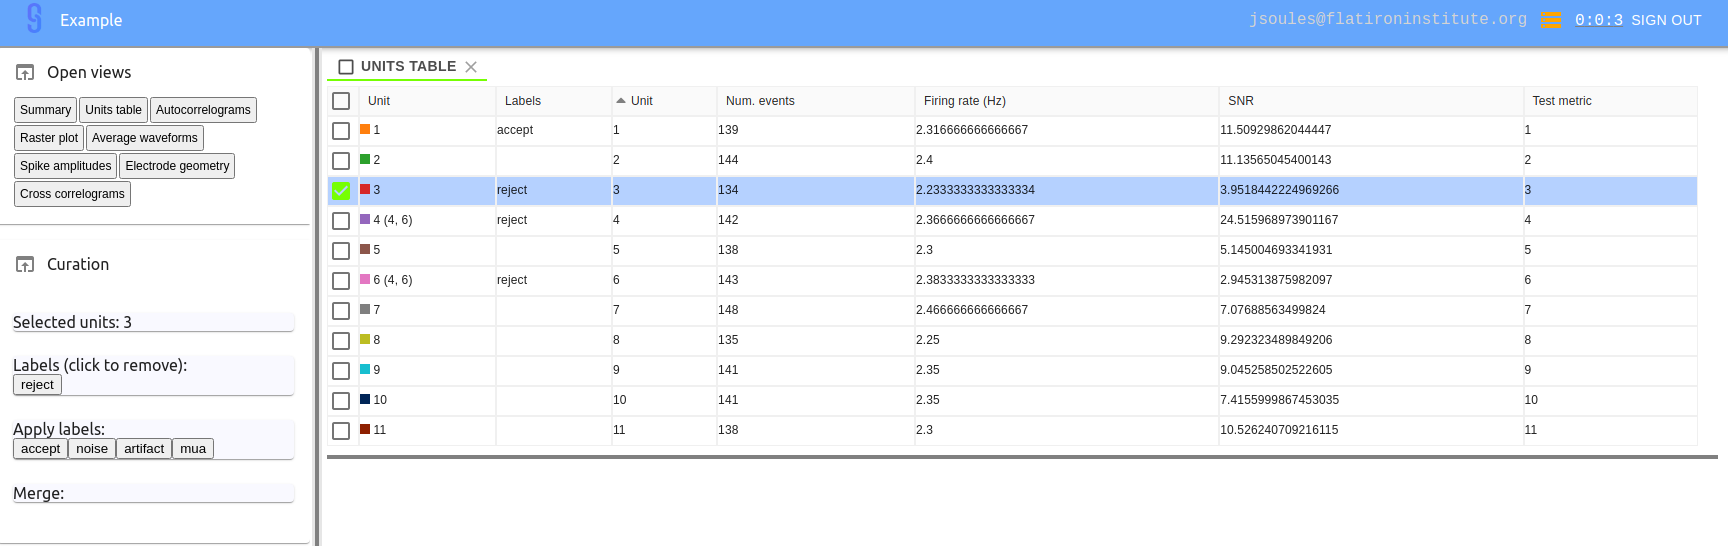 Example
jsoules@flatironinstitute.org 0:0:3 SIGN OUT
Open views
Summary Units table Autocorrelograms
Raster plot Average waveforms
Spike amplitudes Electrode geometry
Cross correlograms
Curation
Selected units: 3
Labels (click to remove):
reject
Apply labels:
accept noise artifact mua
Merge:
UNITS TABLE
Unit Labels Unit Num. events Firing rate (Hz) SNR Test metric
1 accept 1 139 2.316666666666667 11.50929862044447 1
2 2 144 2.4 11.13565045400143 2
3 reject 3 134 2.2333333333333334 3.9518442224969266 3
4 (4, 6) reject 4 142 2.3666666666666667 24.515968973901167 4
5 5 138 2.3 5.145004693341931 5
6 (4, 6) reject 6 143 2.3833333333333333 2.945313875982097 6
7 7 148 2.466666666666667 7.07688563499824 7
8 8 135 2.25 9.292323489849206 8
9 9 141 2.35 9.045258502522605 9
10 10 141 2.35 7.4155999867453035 10
11 11 138 2.3 10.526240709216115 11